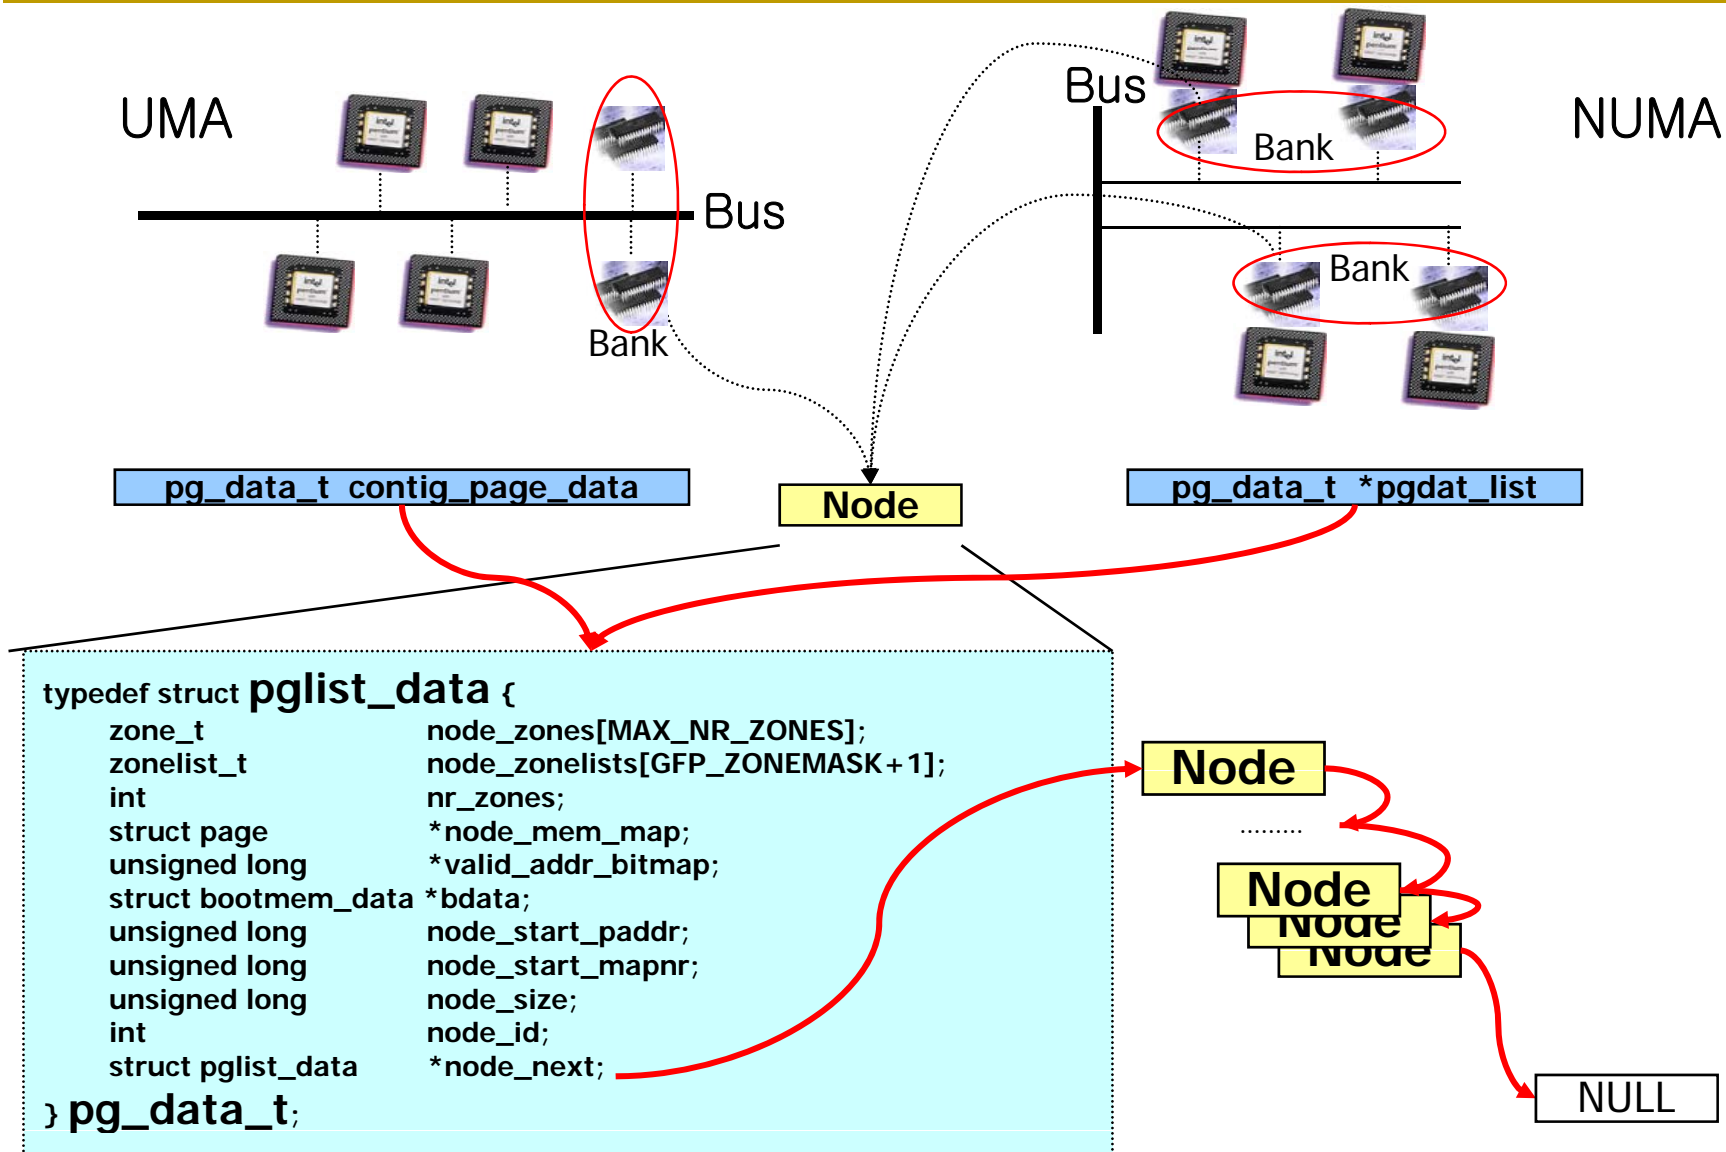 UMA
Bus
Bank
Bus
Bank
NUMA
Bank
pg_data_t contig_page_data
Node
pg_data_t *pgdat_list
typedef struct pglist_data {
zone_t node_zones[MAX_NR_ZONES];
zonelist_t node_zonelists[GFP_ZONEMASK+1];
int nr_zones;
struct page *node_mem_map;
unsigned long *valid_addr_bitmap;
struct bootmem_data *bdata;
unsigned long node_start_paddr;
unsigned long node_start_mapnr;
unsigned long node_size;
int node_id;
struct pglist_data *node_next;
} pg_data_t;
Node
.........
Node
Node
Node
NULL